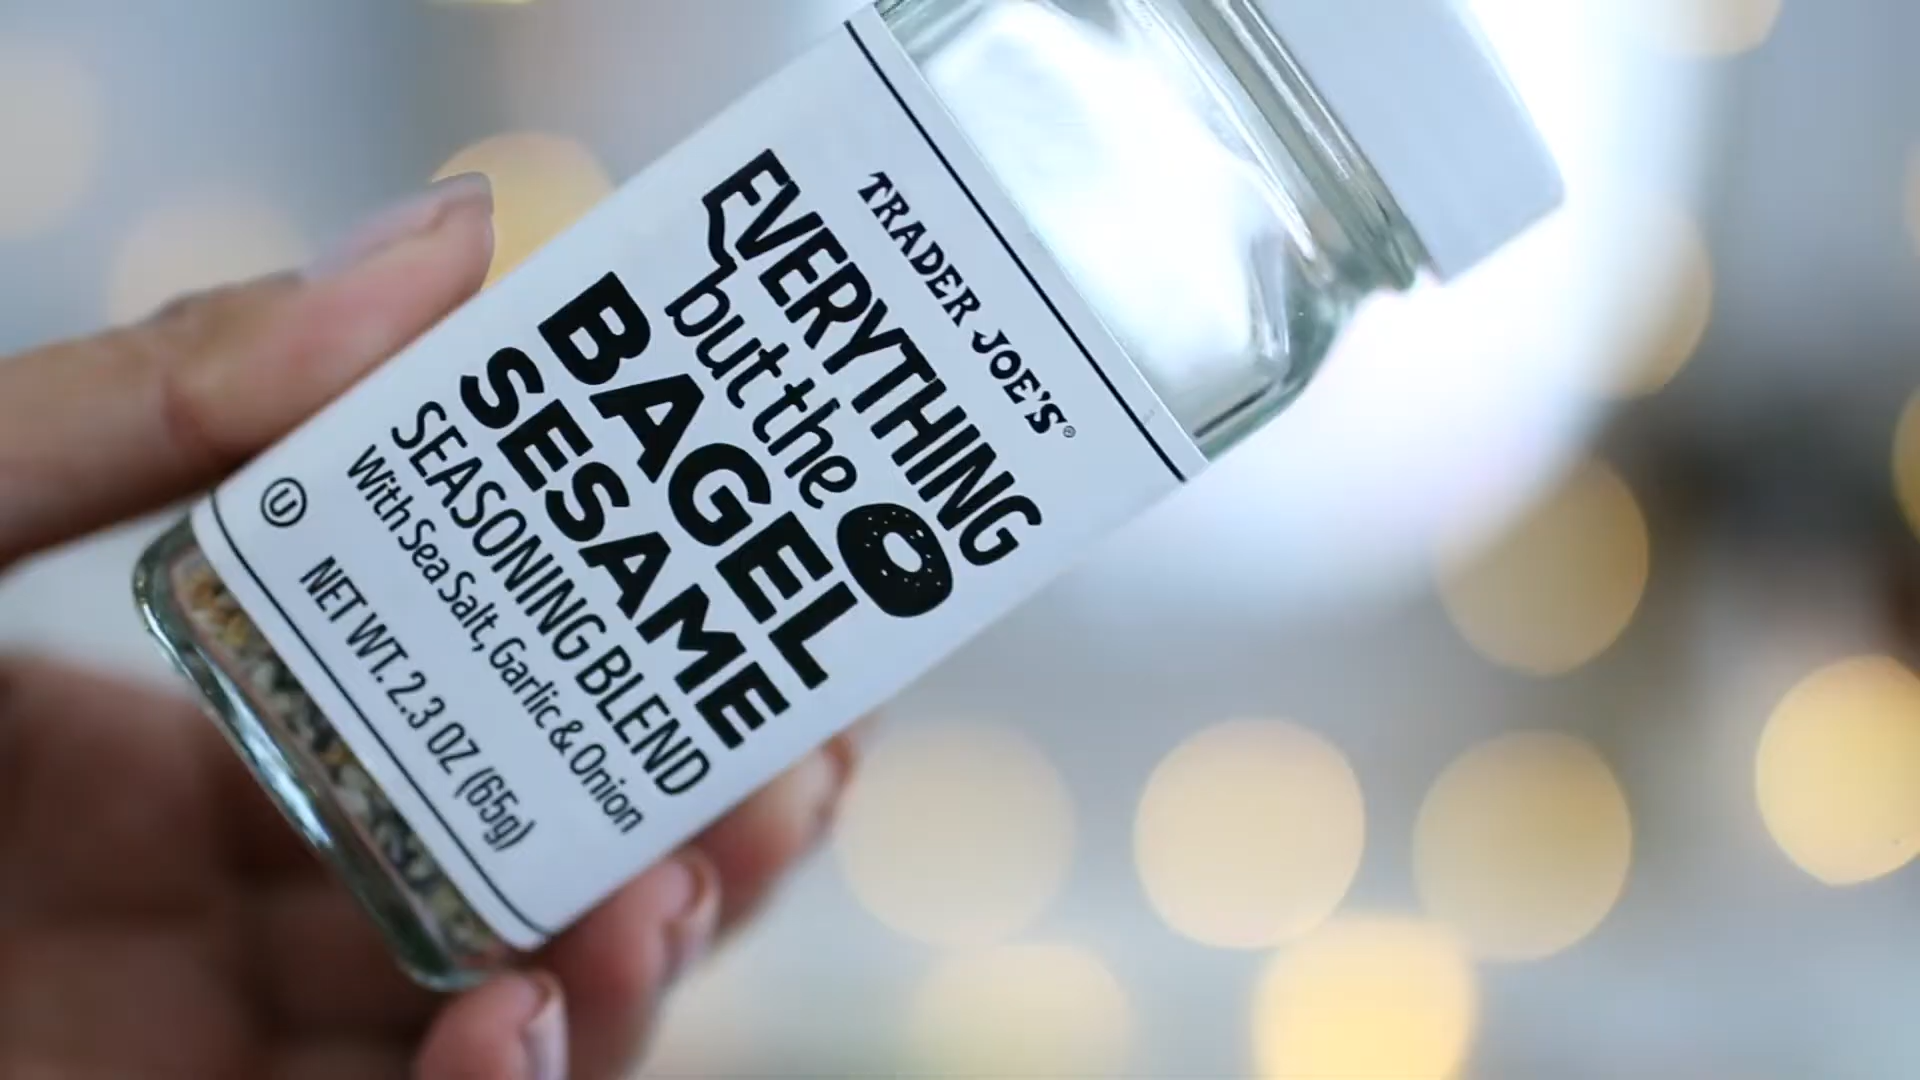 TRADER JOE'S®
EVERYTHING
but the
BAGEL
SESAME
SEASONING BLEND
With Sea Salt, Garlic & Onion
U
NET WT. 2.3 OZ (65g)